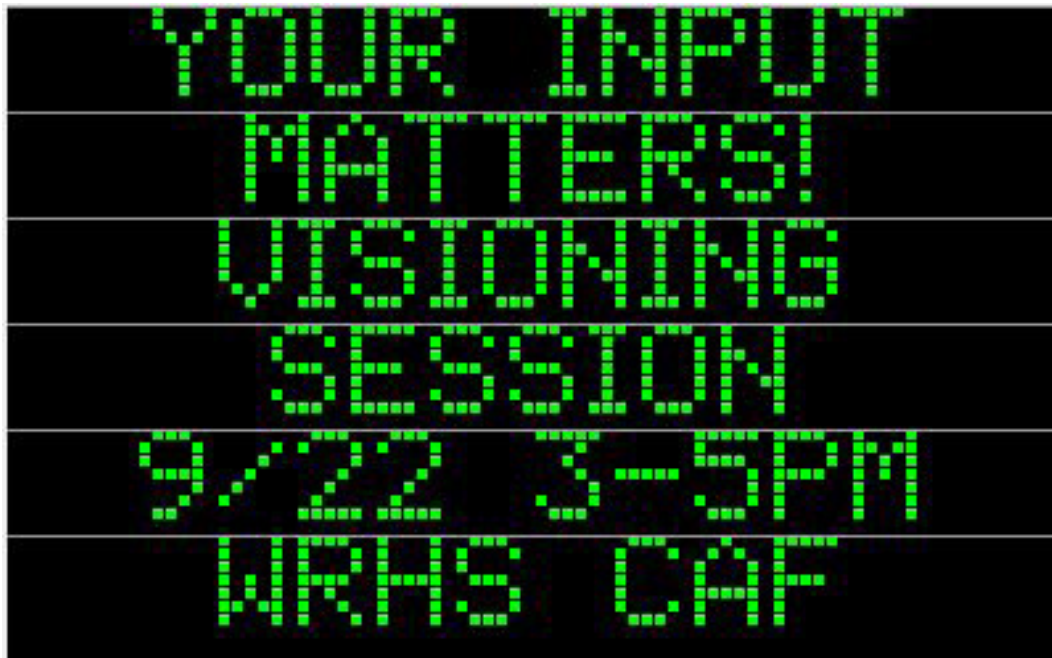 YOUR INPUT
MATTERS!
VISIONING
SESSION
9/22 3-5PM
WRHS CAF